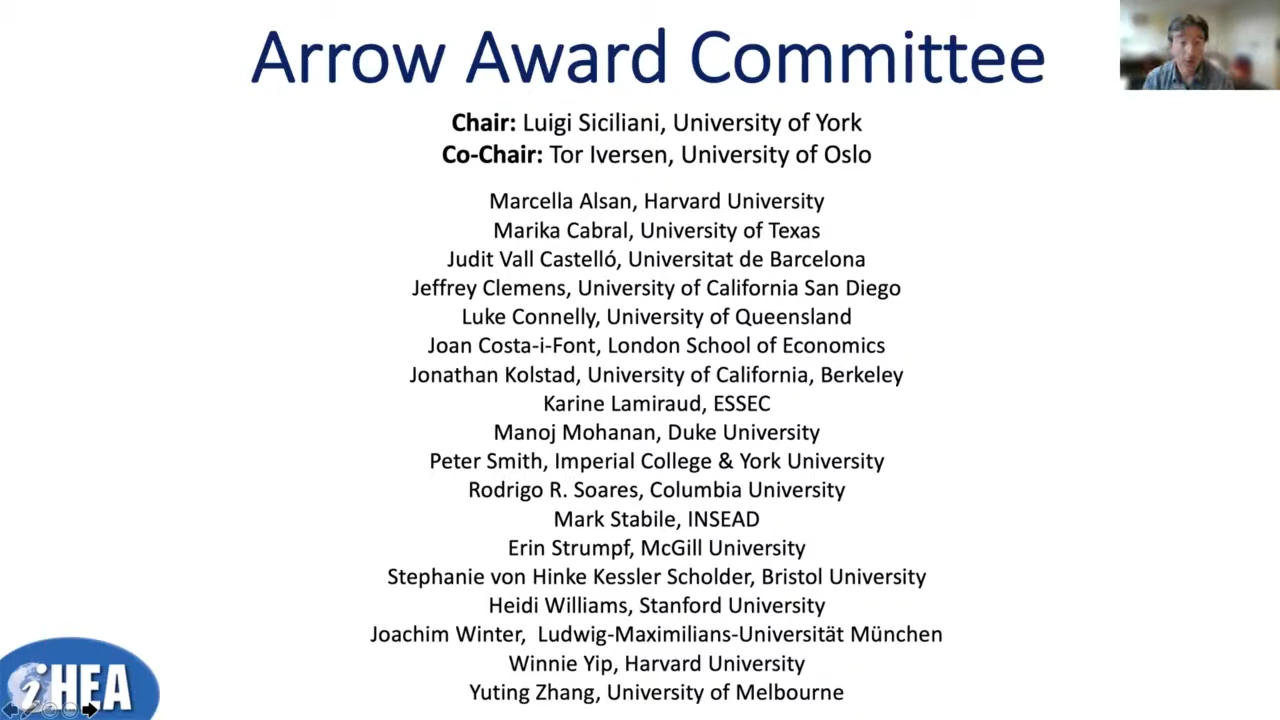 Arrow Award Committee
Chair: Luigi Siciliani, University of York
Co-Chair: Tor Iversen, University of Oslo
Marcella Alsan, Harvard University
Marika Cabral, University of Texas
Judit Vall Castelló, Universitat de Barcelona
Jeffrey Clemens, University of California San Diego
Luke Connelly, University of Queensland
Joan Costa-i-Font, London School of Economics
Jonathan Kolstad, University of California, Berkeley
Karine Lamiraud, ESSEC
Manoj Mohanan, Duke University
Peter Smith, Imperial College & York University
Rodrigo R. Soares, Columbia University
Mark Stabile, INSEAD
Erin Strumpf, McGill University
Stephanie von Hinke Kessler Scholder, Bristol University
Heidi Williams, Stanford University
Joachim Winter,  Ludwig-Maximilians-Universität München
Winnie Yip, Harvard University
Yuting Zhang, University of Melbourne
iHEA